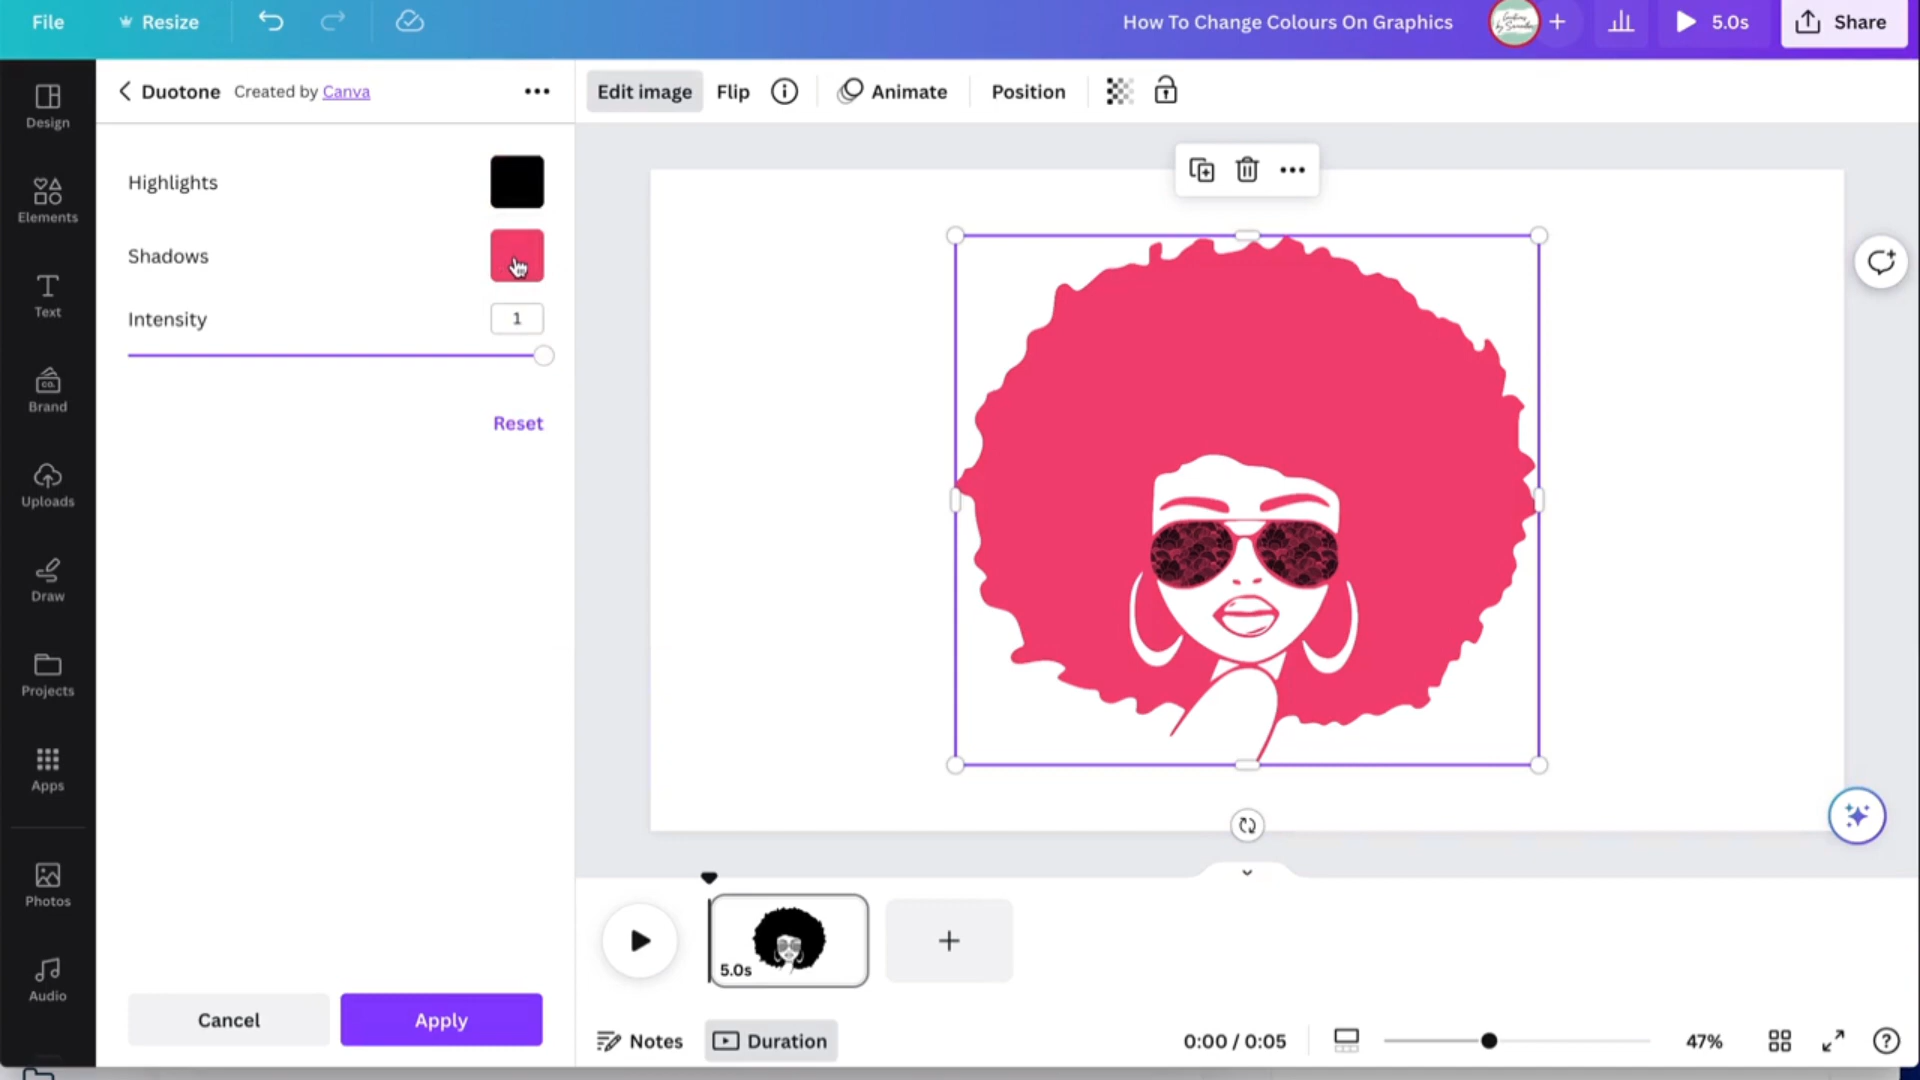 File
Resize
How To Change Colours On Graphics
5.0s
Share
Design
Elements
Text
CO.
Brand
Uploads
Draw
Projects
Apps
Photos
Audio
Duotone Created by Canva
Highlights
Shadows
Intensity 1
Reset
Cancel
Apply
Edit image
Flip
Animate
Position
5.0s
Notes
Duration
0:00 / 0:05
47%